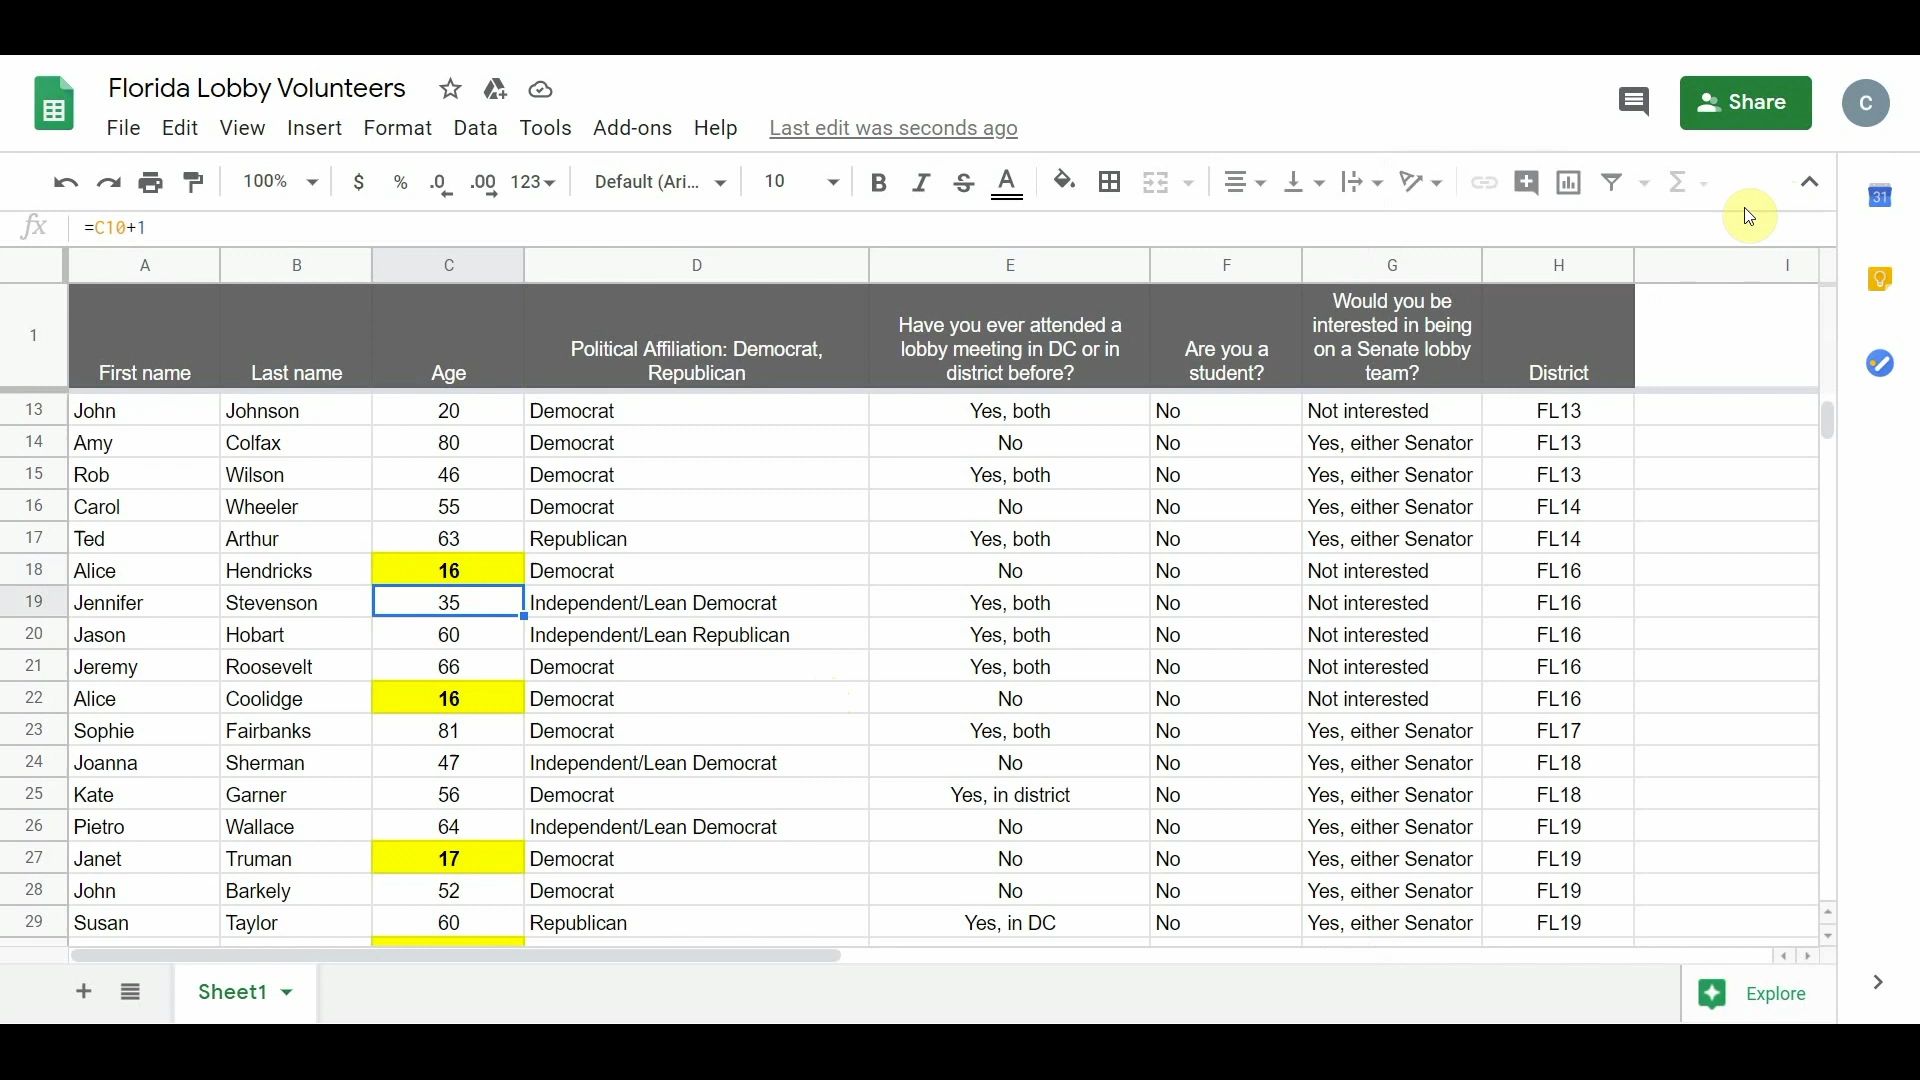 Florida Lobby Volunteers
File Edit View Insert Format Data Tools Add-ons Help Last edit was seconds ago
Share
C
100% $ % .0 .00 123 Default (Ari... 10 B I S A
31
fx =C10+1
A B C D E F G H I
1 First name Last name Age Political Affiliation: Democrat, Republican Have you ever attended a lobby meeting in DC or in district before? Are you a student? Would you be interested in being on a Senate lobby team? District
13 John Johnson 20 Democrat Yes, both No Not interested FL13
14 Amy Colfax 80 Democrat No No Yes, either Senator FL13
15 Rob Wilson 46 Democrat Yes, both No Yes, either Senator FL13
16 Carol Wheeler 55 Democrat No No Yes, either Senator FL14
17 Ted Arthur 63 Republican Yes, both No Yes, either Senator FL14
18 Alice Hendricks 16 Democrat No No Not interested FL16
19 Jennifer Stevenson 35 Independent/Lean Democrat Yes, both No Not interested FL16
20 Jason Hobart 60 Independent/Lean Republican Yes, both No Not interested FL16
21 Jeremy Roosevelt 66 Democrat Yes, both No Not interested FL16
22 Alice Coolidge 16 Democrat No No Not interested FL16
23 Sophie Fairbanks 81 Democrat Yes, both No Yes, either Senator FL17
24 Joanna Sherman 47 Independent/Lean Democrat No No Yes, either Senator FL18
25 Kate Garner 56 Democrat Yes, in district No Yes, either Senator FL18
26 Pietro Wallace 64 Independent/Lean Democrat No No Yes, either Senator FL19
27 Janet Truman 17 Democrat No No Yes, either Senator FL19
28 John Barkely 52 Democrat No No Yes, either Senator FL19
29 Susan Taylor 60 Republican Yes, in DC No Yes, either Senator FL19
Sheet1
Explore